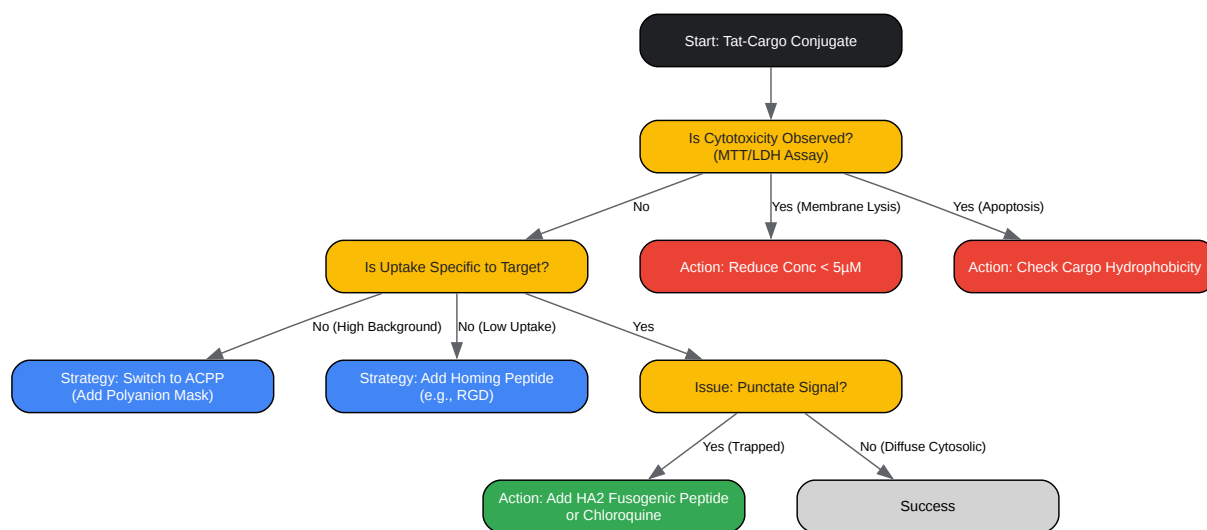 Start: Tat-Cargo Conjugate
Is Cytotoxicity Observed?
(MTT/LDH Assay)
No
Yes (Membrane Lysis)
Yes (Apoptosis)
Is Uptake Specific to Target?
Action: Reduce Conc < 5µM
Action: Check Cargo Hydrophobicity
No (High Background)
No (Low Uptake)
Yes
Strategy: Switch to ACPP
(Add Polyanion Mask)
Strategy: Add Homing Peptide
(e.g., RGD)
Issue: Punctate Signal?
Yes (Trapped)
No (Diffuse Cytosolic)
Action: Add HA2 Fusogenic Peptide
or Chloroquine
Success